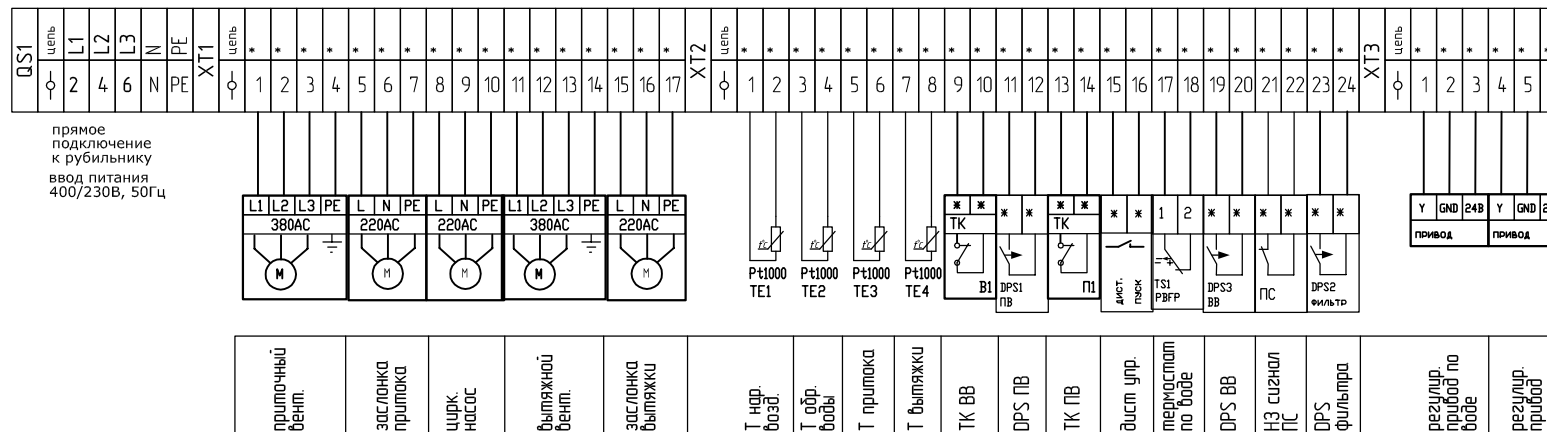 QS1 цепь L1 L2 L3 N PE XT1 цепь * * * * * * * * * * * * * * * * * XT2 цепь * * * * * * * * * * * * * * * * * * * * * * * * XT3 цепь * * * * *
2 4 6 N PE 1 2 3 4 5 6 7 8 9 10 11 12 13 14 15 16 17 1 2 3 4 5 6 7 8 9 10 11 12 13 14 15 16 17 18 19 20 21 22 23 24 1 2 3 4 5
прямое
подключение
к рубильнику
ввод питания
400/230В, 50Гц
L1 L2 L3 PE L N PE L N PE L1 L2 L3 PE L N PE
380AC 220AC 220AC 380AC 220AC
M M M M M
t°C t°C t°C t°C
Pt1000 Pt1000 Pt1000 Pt1000
TE1 TE2 TE3 TE4
* * * * * * * * 1 2 * * * * * *
ТК ТК
В1
DPS1
ПВ
П1
дист.
пуск
TS1
PBFP
DPS3
ВВ
ПС
DPS2
фильтр
Y GND 24В Y GND 2
привод привод
приточный
вент.
заслонка
притока
цирк.
насос
вытяжной
вент.
заслонка
вытяжки
Т нар.
возд.
Т обр.
воды
Т притока
Т вытяжки
ТК ВВ
DPS ПВ
ТК ПВ
дист упр.
термостат
по воде
DPS ВВ
НЗ сигнал
ПС
DPS
фильтра
регулир.
привод по
воде
регулир.
привод